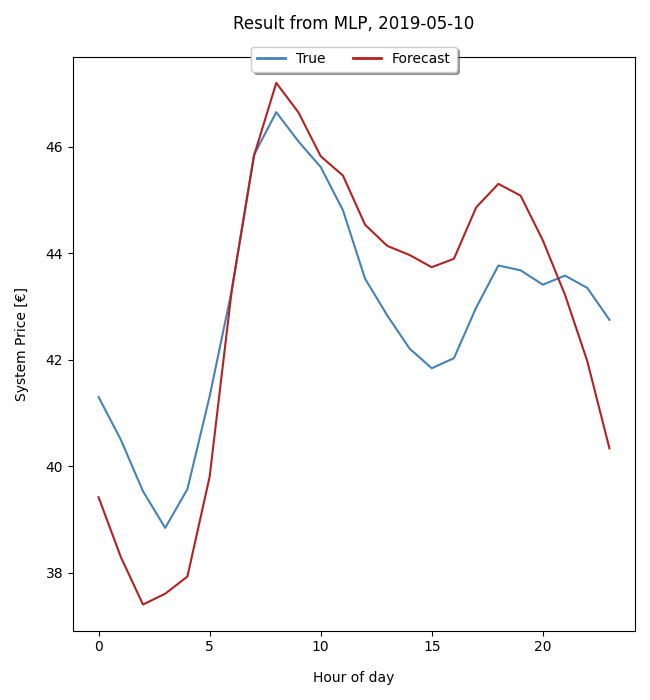 Result from MLP, 2019-05-10
True Forecast
System Price [€]
46
44
42
40
38
0 5 10 15 20
Hour of day